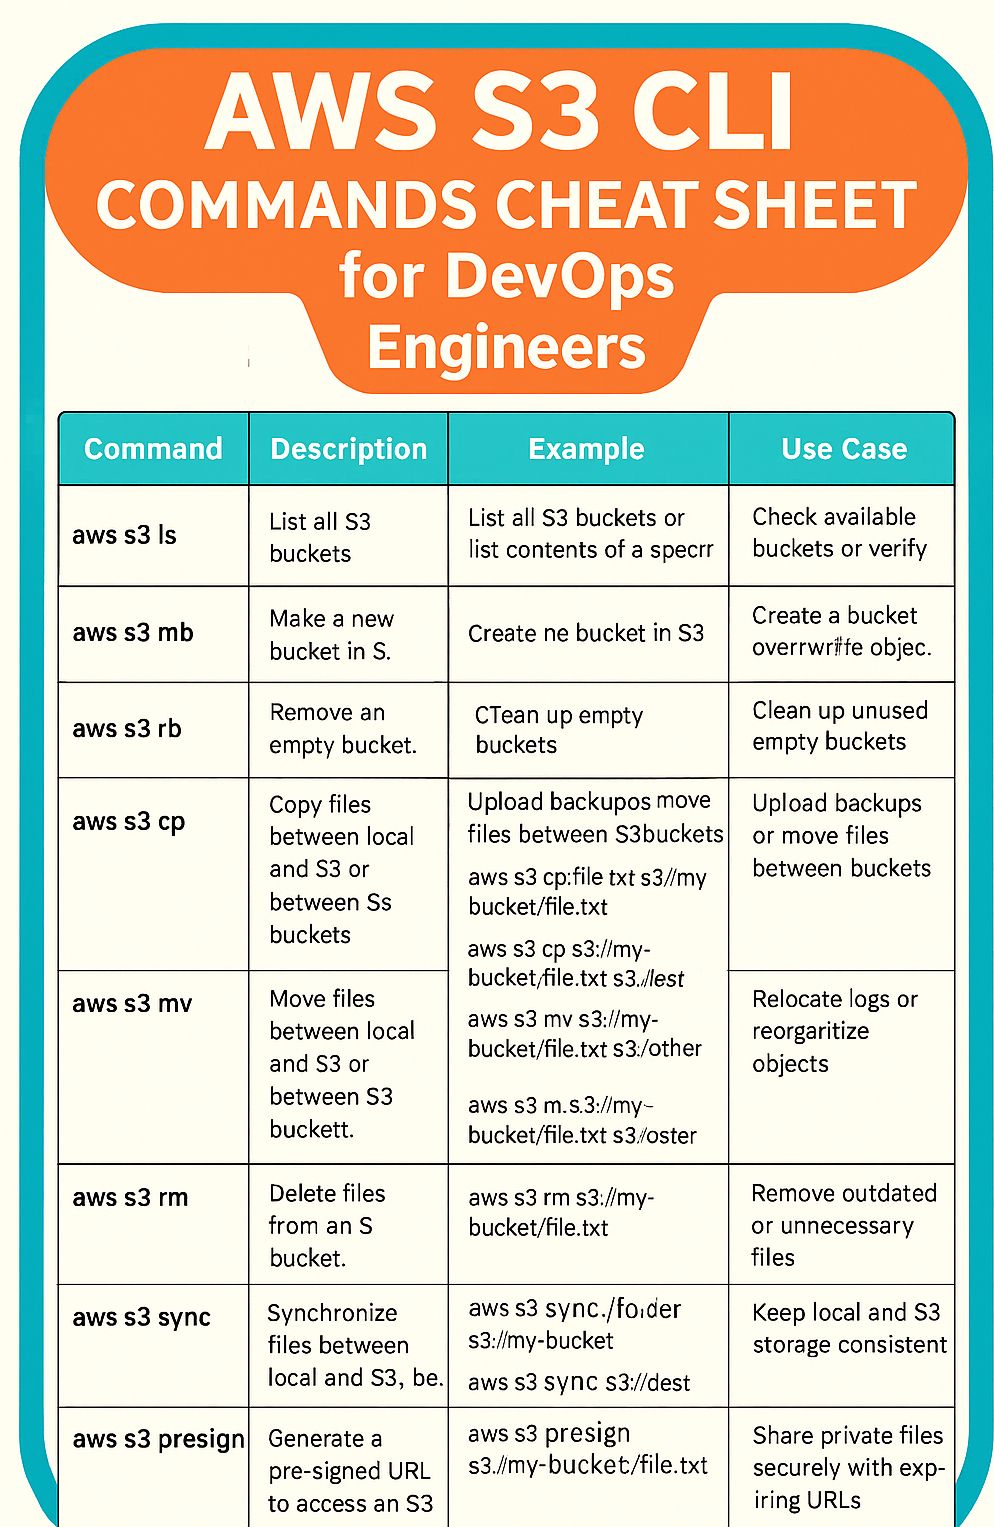 AWS S3 CLI
COMMANDS CHEAT SHEET
for DevOps
Engineers
Command
Description
Example
Use Case
aws s3 ls
List all S3
buckets
List all S3 buckets or
list contents of a specrr
Check available
buckets or verify
aws s3 mb
Make a new
bucket in S.
Create ne bucket in S3
Create a bucket
objec.
aws s3 rb
Remove an
empty bucket.
CTean up empty
buckets
Clean up unused
empty buckets
aws s3 cp
Copy files
between local
and S3 or
between Ss
buckets
Upload backupos move
files between S3buckets
aws s3 cp:file txt s3//my
bucket/file.txt
aws s3 cp s3://my-
bucket/file.txt s3./lest
Upload backups
or move files
between buckets
aws s3 mv
Move files
between local
and S3 or
between S3
buckett.
aws s3 mv s3://my-
bucket/file.txt s3:/other
aws s3 m.s.3://my-
bucket/file.txt s3:/oster
Relocate logs or
reorgaritize
objects
aws s3 rm
Delete files
from an S
bucket.
aws s3 rm s3://my-
bucket/file.txt
Remove outdated
or unnecessary
files
aws s3 sync
Synchronize
files between
local and S3, be.
aws s3 sync./foıder
s3://my-bucket
aws s3 sync s3://dest
Keep local and S3
storage consistent
aws s3 presign
Generate a
pre-signed URL
to access an S3
aws s3 presign
s3.//my-bucket/file.txt
Share private files
securely with exp-
iring URLs